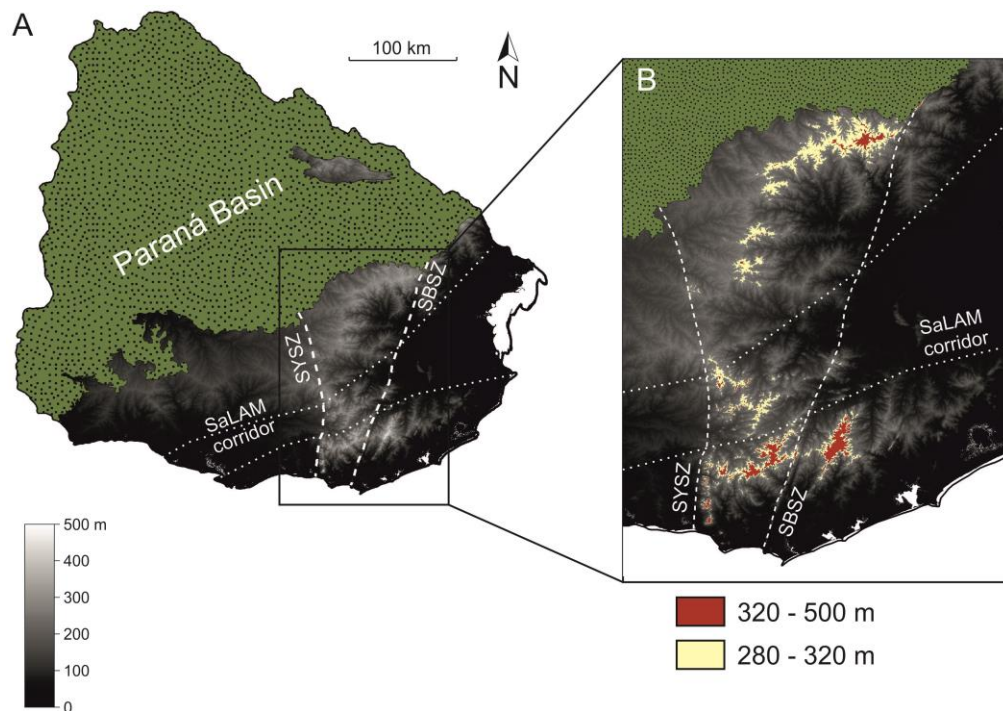 A
100 km
N
Paraná Basin
SYSZ
SBSZ
SaLAM
corridor
500 m
400
300
200
100
0
B
SaLAM
corridor
SYSZ
SBSZ
320 - 500 m
280 - 320 m